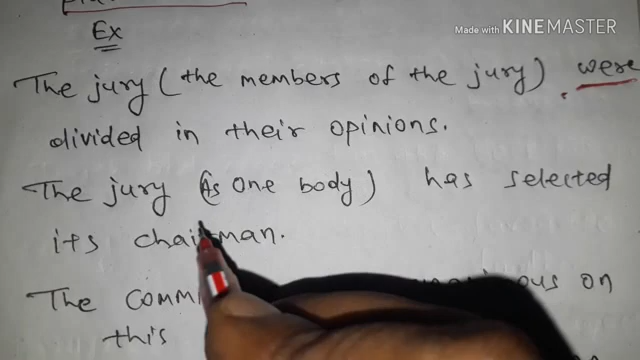 Made with KINEMASTER
Ex
The jury (the members of the jury) were
divided in their opinions.
The jury (As one body) has selected
its chairman.
The on
this